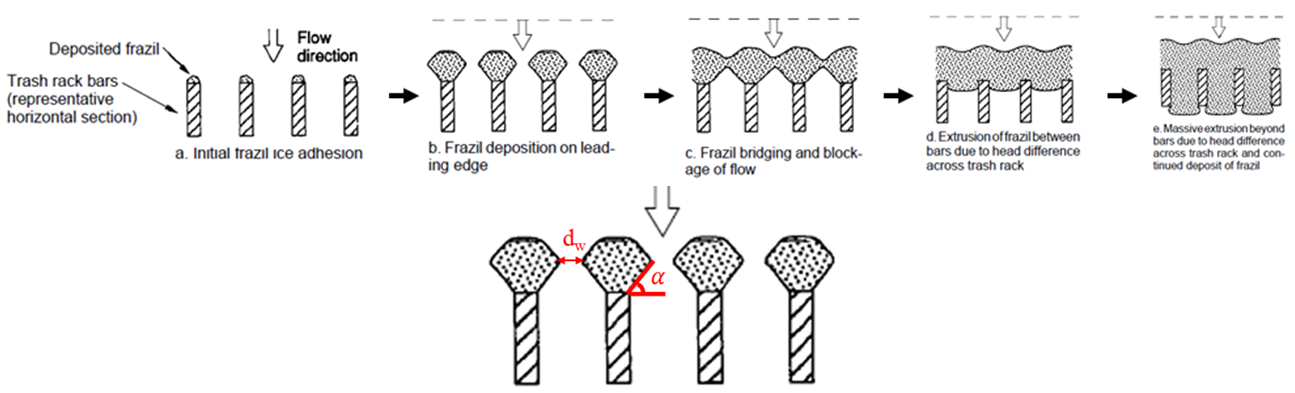 Deposited frazil
Flow
direction
Trash rack bars
(representative
horizontal section)
a. Initial frazil ice adhesion
b. Frazil deposition on lead-
ing edge
c. Frazil bridging and block-
age of flow
d. Extrusion of frazil between
bars due to head difference
across trash rack
e. Massive extrusion beyond
bars due to head difference
across trash rack and con-
tinued deposit of frazil
dw
α